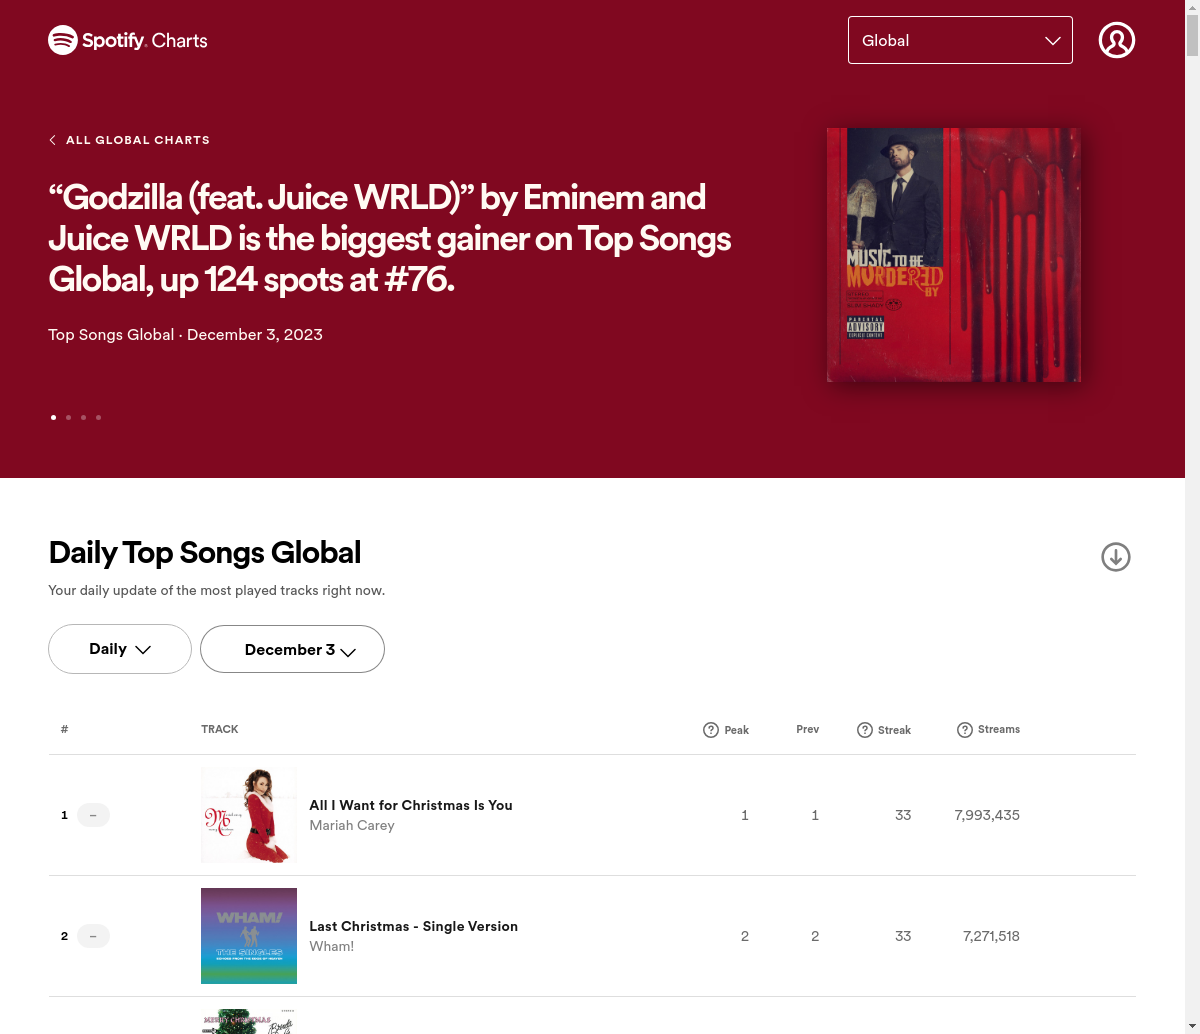 Spotify Charts
Global
ALL GLOBAL CHARTS
“Godzilla (feat. Juice WRLD)” by Eminem and
Juice WRLD is the biggest gainer on Top Songs
Global, up 124 spots at #76.
Top Songs Global · December 3, 2023
MUSIC TO BE
MURDERED
BY
PARENTAL
ADVISORY
EXPLICIT CONTENT
Daily Top Songs Global
Your daily update of the most played tracks right now.
Daily
December 3
# TRACK Peak Prev Streak Streams
1 – All I Want for Christmas Is You 1 1 33 7,993,435
Mariah Carey
WHAM!
THE SINGLES
2 – Last Christmas - Single Version 2 2 33 7,271,518
Wham!
MERRY CHRISTMAS